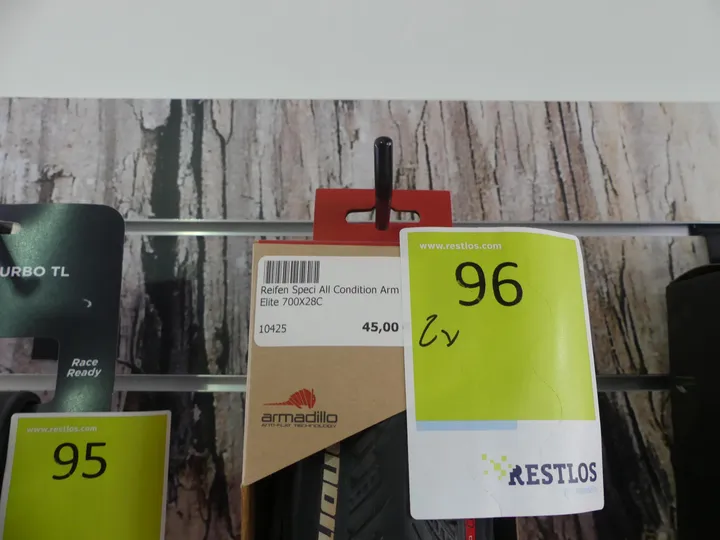 URBO TL
Race
Ready
www.restlos.com
95
Reifen Speci All Condition Arm
Elite 700X28C
10425
45,00
armadillo
www.restlos.com
96
2x
RESTLOS